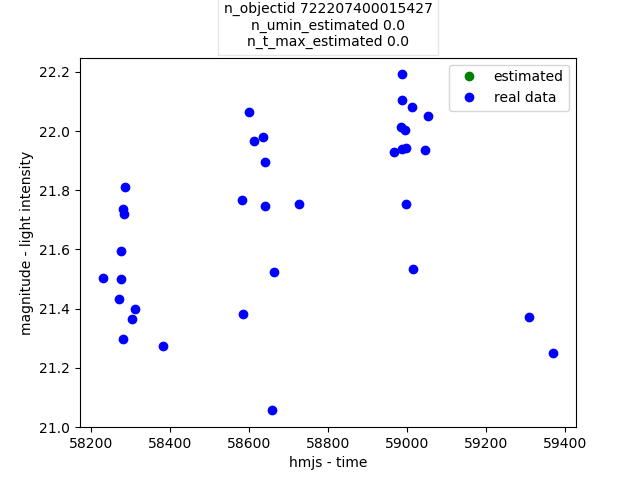 n_objectid 722207400015427
n_umin_estimated 0.0
n_t_max_estimated 0.0
estimated
real data
magnitude - light intensity
22.2
22.0
21.8
21.6
21.4
21.2
21.0
58200 58400 58600 58800 59000 59200 59400
hmjs - time